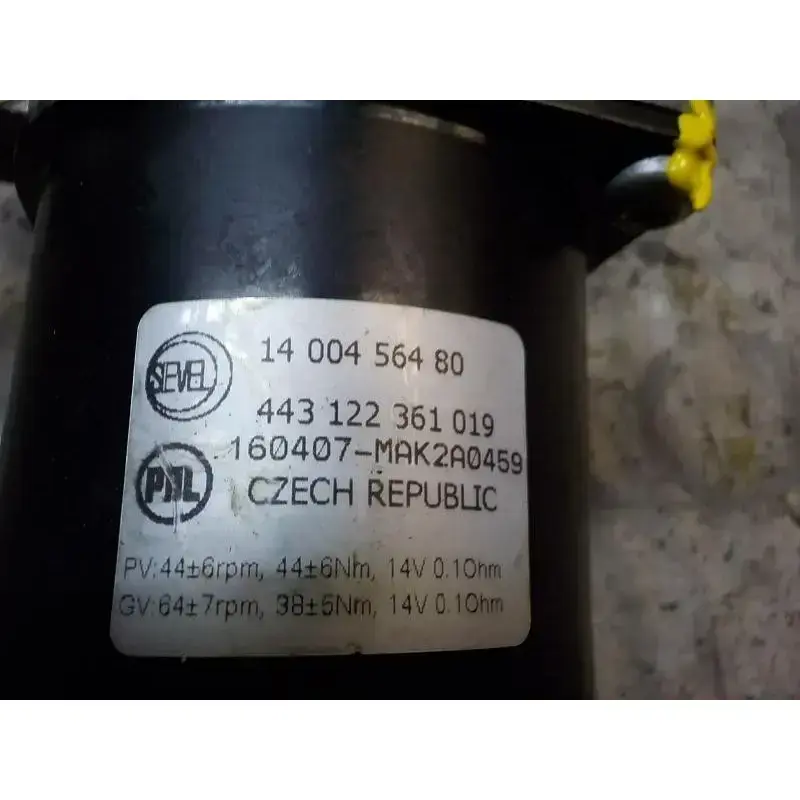 SEVEL
14 004 564 80
443 122 361 019
160407-MAK2A0459
PAL
CZECH REPUBLIC
PV:44±6rpm, 44±6Nm, 14V 0.1Ohm
GV:64±7rpm, 38±5Nm, 14V 0.1Ohm